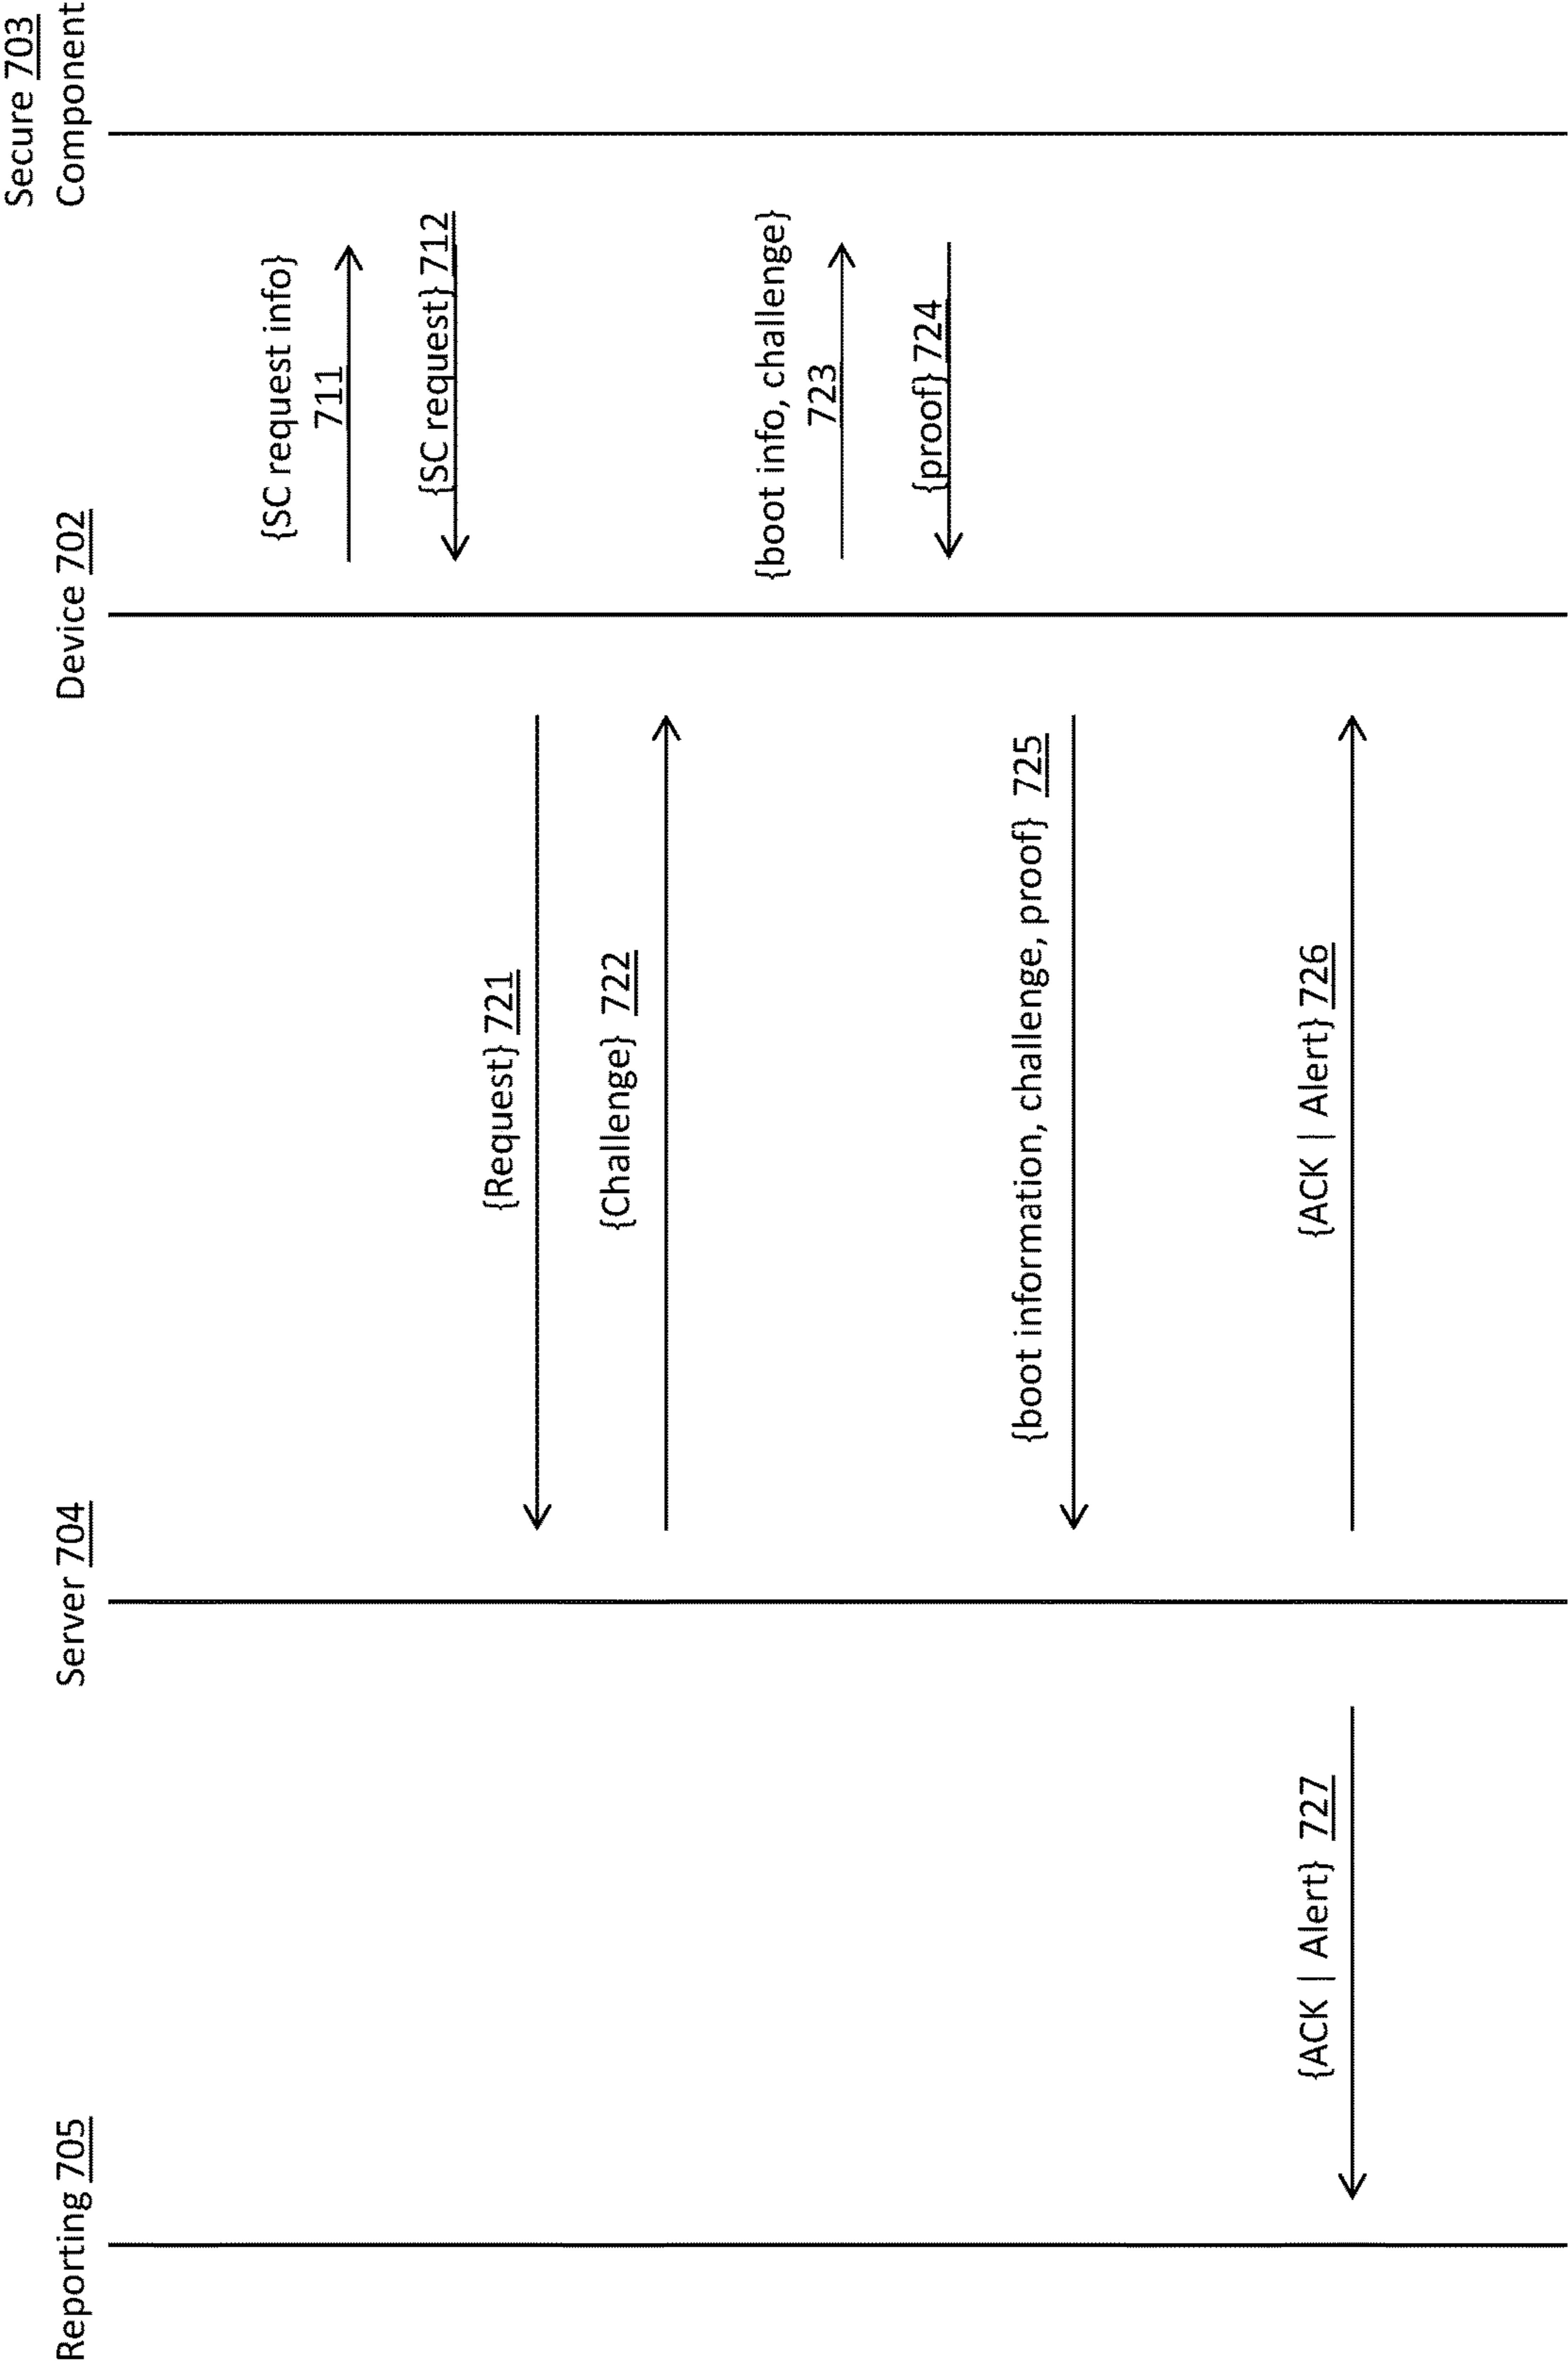 Reporting 705
Server 704
Device 702
Secure 703
Component
{SC request info}
711
{SC request} 712
{Request} 721
{Challenge} 722
{boot info, challenge}
723
{proof} 724
{boot information, challenge, proof} 725
{ACK | Alert} 727
{ACK | Alert} 726